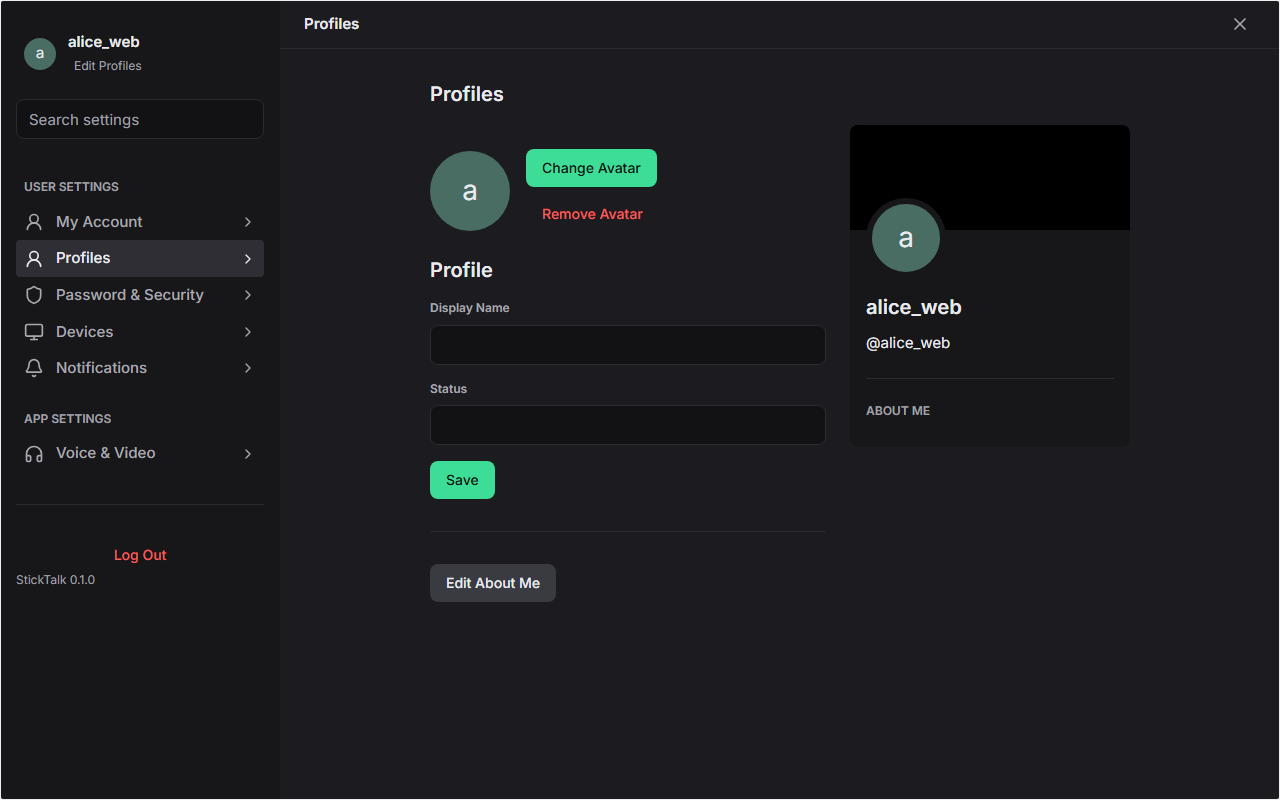 a
alice_web
Edit Profiles
Search settings
USER SETTINGS
My Account
Profiles
Password & Security
Devices
Notifications
APP SETTINGS
Voice & Video
Log Out
StickTalk 0.1.0
Profiles
Profiles
a
Change Avatar
Remove Avatar
Profile
Display Name
Status
Save
Edit About Me
a
alice_web
@alice_web
ABOUT ME